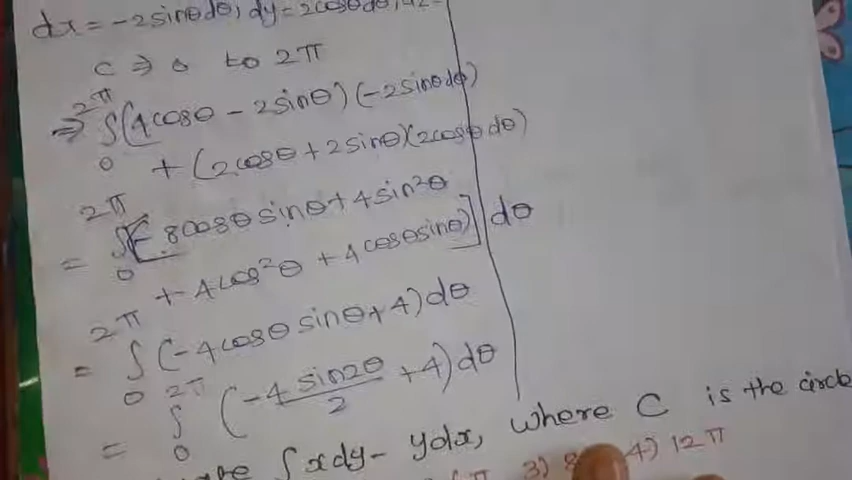 dx = -2sinθdθ, dy = 2cosθdθ,
C ⇒ 0 to 2π
⇒ ∫₀^2π (4cosθ - 2sinθ)(-2sinθdθ)
+ (2cosθ + 2sinθ)(2cosθ dθ)
= ∫₀^2π [(-8cosθ sinθ + 4sin²θ
+ 4cos²θ + 4cosθsinθ)] dθ
= ∫₀^2π (-4cosθ sinθ + 4)dθ
= ∫₀^2π (-4 sin2θ/2 + 4)dθ
∫xdy - ydx, where C is the circle
π 3) 8 4) 12π